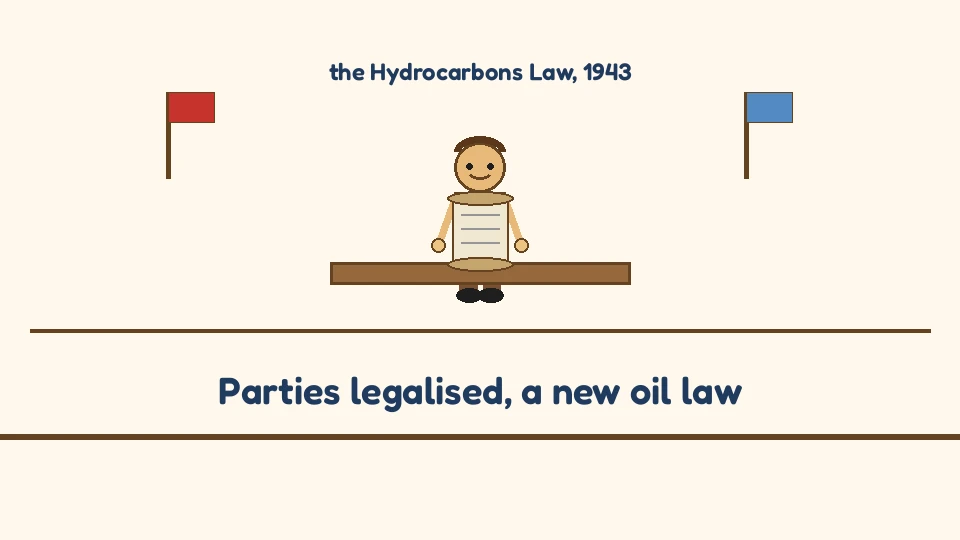 the Hydrocarbons Law, 1943
Parties legalised, a new oil law